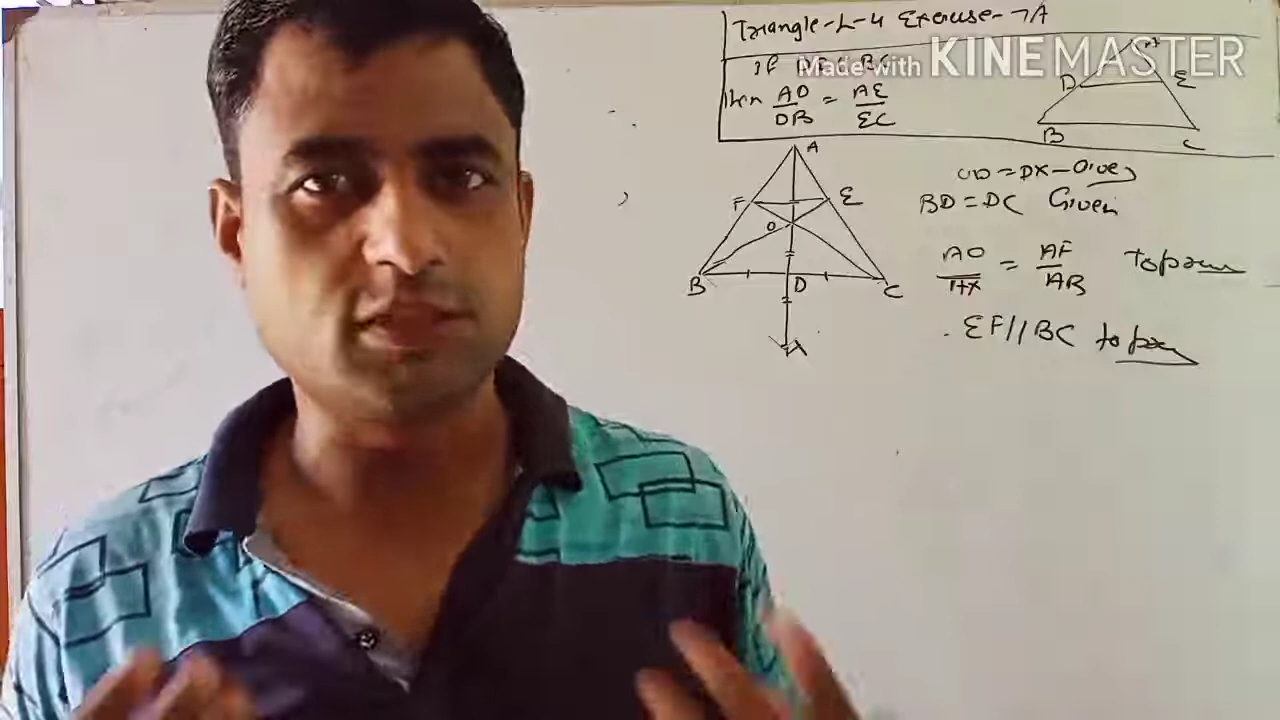 Triangle-L-4 Exercise-7A
Made with KINEMASTER
If
then AD/DB = AE/EC
A
D E
B C
A
F E
O
B D C
OD = DX - Given
BD = DC Given
AO/AX = AF/AB to prove
EF//BC to prove